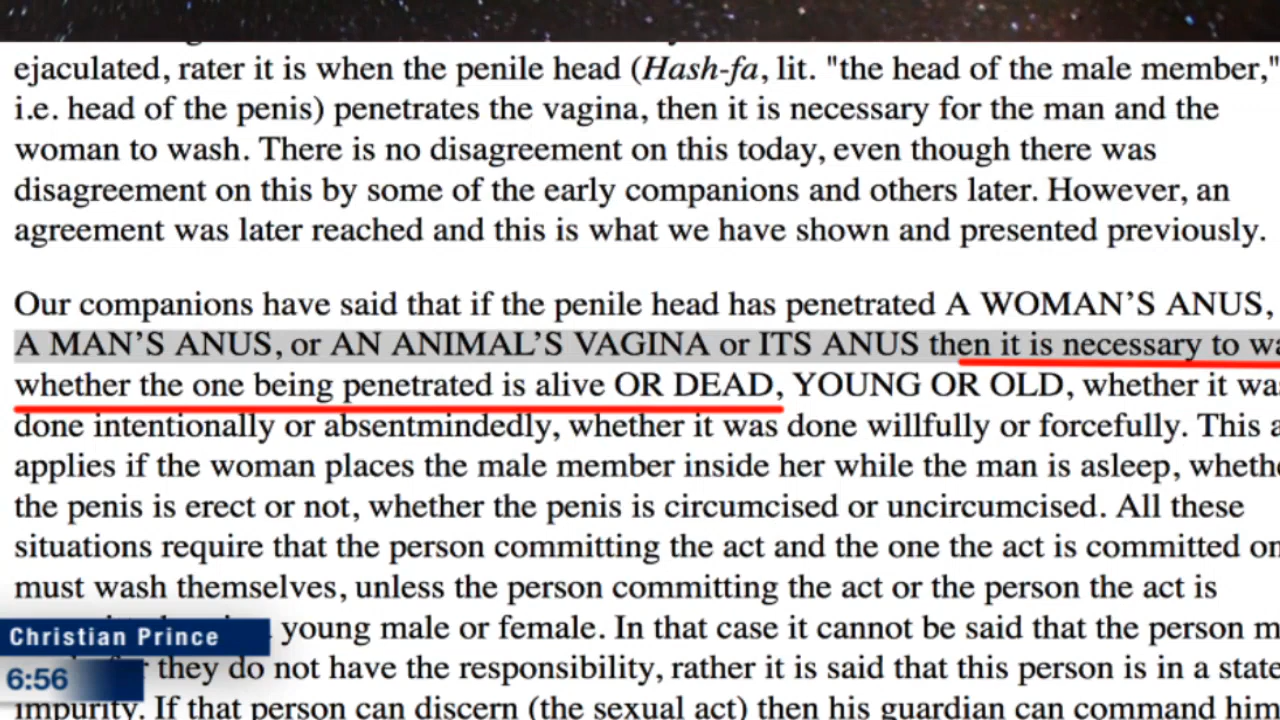 ejaculated, rater it is when the penile head (Hash-fa, lit. "the head of the male member,"
i.e. head of the penis) penetrates the vagina, then it is necessary for the man and the
woman to wash. There is no disagreement on this today, even though there was
disagreement on this by some of the early companions and others later. However, an
agreement was later reached and this is what we have shown and presented previously.
Our companions have said that if the penile head has penetrated A WOMAN'S ANUS,
A MAN'S ANUS, or AN ANIMAL'S VAGINA or ITS ANUS then it is necessary to wa
whether the one being penetrated is alive OR DEAD, YOUNG OR OLD, whether it was
done intentionally or absentmindedly, whether it was done willfully or forcefully. This a
applies if the woman places the male member inside her while the man is asleep, whethe
the penis is erect or not, whether the penis is circumcised or uncircumcised. All these
situations require that the person committing the act and the one the act is committed on
must wash themselves, unless the person committing the act or the person the act is
young male or female. In that case it cannot be said that the person m
they do not have the responsibility, rather it is said that this person is in a state
impurity. If that person can discern (the sexual act) then his guardian can command him
Christian Prince
6:56